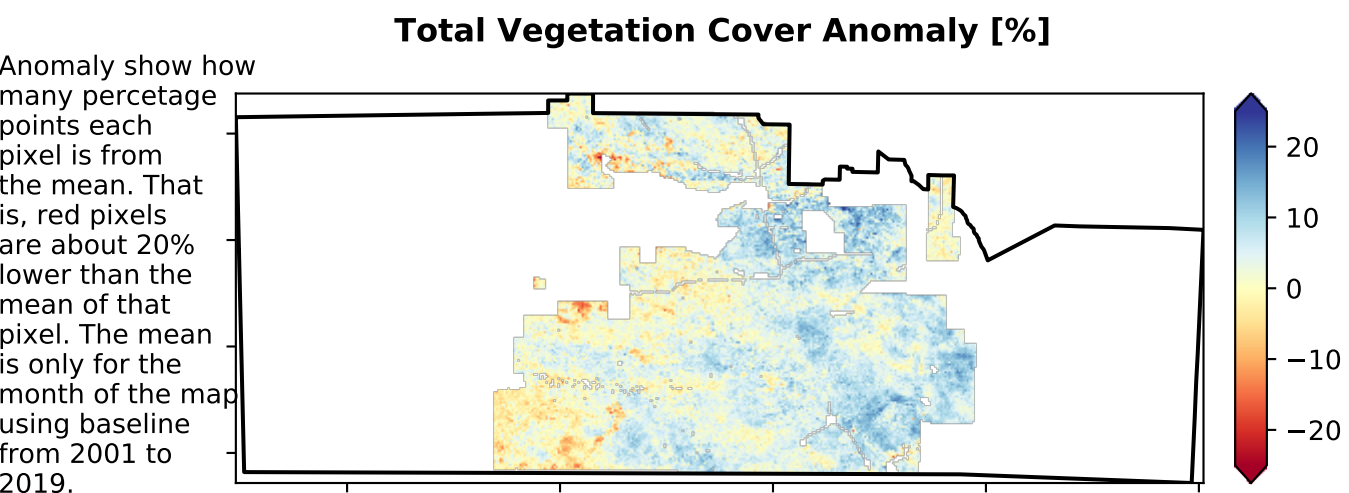 Total Vegetation Cover Anomaly [%]
Anomaly show how
many percetage
points each
pixel is from
the mean. That
is, red pixels
are about 20%
lower than the
mean of that
pixel. The mean
is only for the
month of the map
using baseline
from 2001 to
2019.
20
10
0
−10
−20